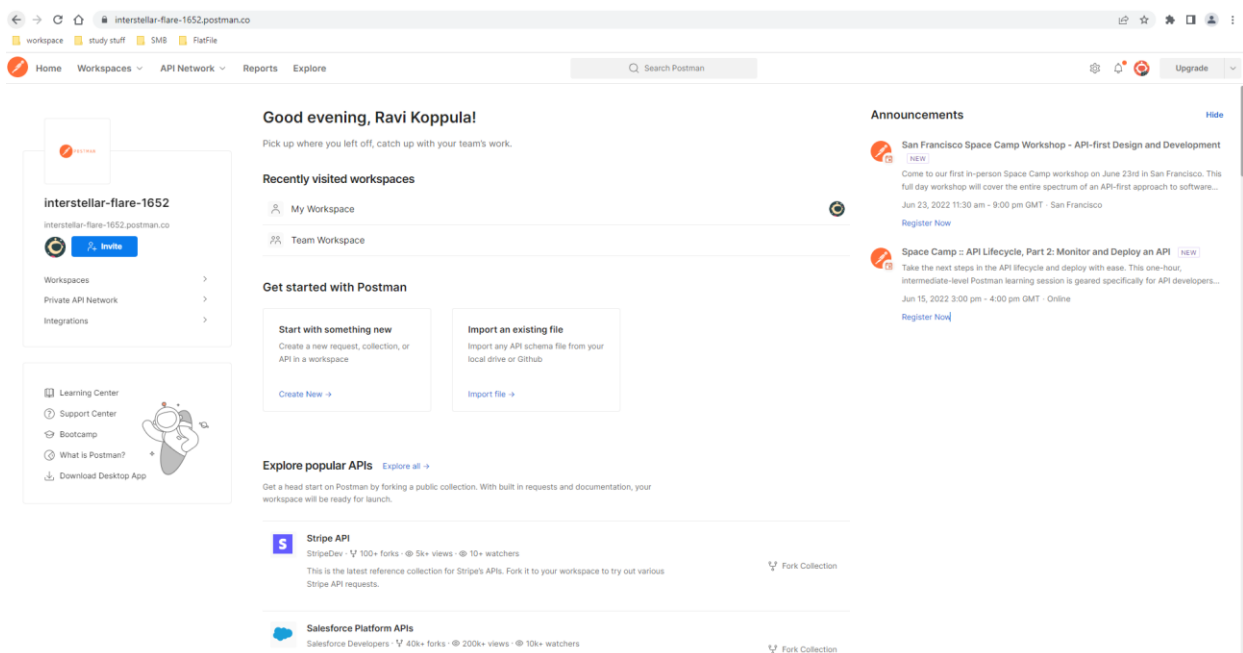 interstellar-flare-1652.postman.co
workspace study stuff SMB FlatFile
Home Workspaces API Network Reports Explore Search Postman Upgrade
POSTMAN
interstellar-flare-1652
interstellar-flare-1652.postman.co
Invite
Workspaces
Private API Network
Integrations
Learning Center
Support Center
Bootcamp
What is Postman?
Download Desktop App
Good evening, Ravi Koppula!
Pick up where you left off, catch up with your team's work.
Recently visited workspaces
My Workspace
Team Workspace
Get started with Postman
Start with something new
Create a new request, collection, or
API in a workspace
Create New →
Import an existing file
Import any API schema file from your
local drive or Github
Import file →
Explore popular APIs Explore all →
Get a head start on Postman by forking a public collection. With built in requests and documentation, your
workspace will be ready for launch.
Stripe API
StripeDev · 100+ forks · 5k+ views · 10+ watchers
This is the latest reference collection for Stripe's APIs. Fork it to your workspace to try out various
Stripe API requests.
Fork Collection
Salesforce Platform APIs
Salesforce Developers · 40k+ forks · 200k+ views · 10k+ watchers
Fork Collection
Announcements Hide
San Francisco Space Camp Workshop - API-first Design and Development
NEW
Come to our first in-person Space Camp workshop on June 23rd in San Francisco. This
full day workshop will cover the entire spectrum of an API-first approach to software...
Jun 23, 2022 11:30 am - 9:00 pm GMT · San Francisco
Register Now
Space Camp :: API Lifecycle, Part 2: Monitor and Deploy an API NEW
Take the next steps in the API lifecycle and deploy with ease. This one-hour,
intermediate-level Postman learning session is geared specifically for API developers...
Jun 15, 2022 3:00 pm - 4:00 pm GMT · Online
Register Now